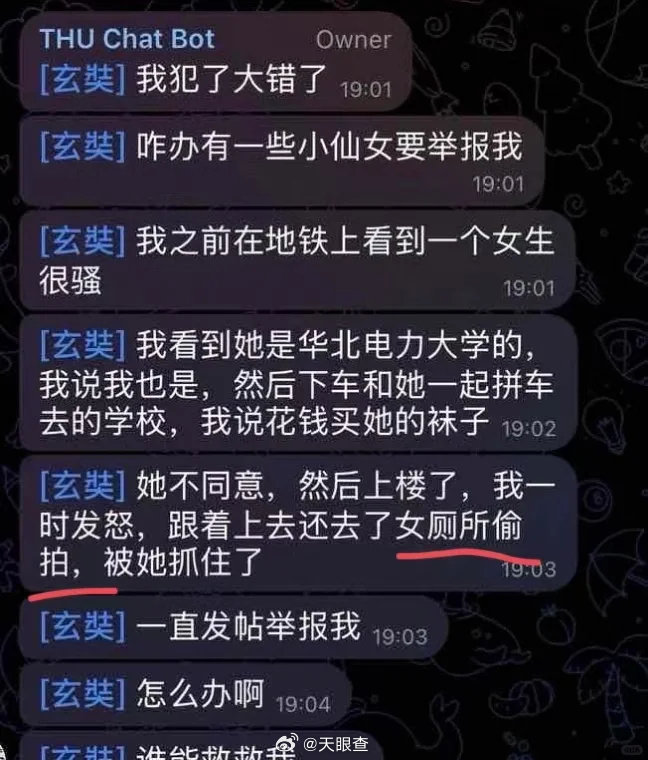 THU Chat Bot Owner
[玄奘] 我犯了大错了 19:01
[玄奘] 咋办有一些小仙女要举报我
19:01
[玄奘] 我之前在地铁上看到一个女生
很骚 19:01
[玄奘] 我看到她是华北电力大学的，
我说我也是，然后下车和她一起拼车
去的学校，我说花钱买她的袜子 19:02
[玄奘] 她不同意，然后上楼了，我一
时发怒，跟着上去还去了女厕所偷
拍，被她抓住了 19:03
[玄奘] 一直发帖举报我 19:03
[玄奘] 怎么办啊 19:04
[玄奘] 谁能救救我
@天眼查